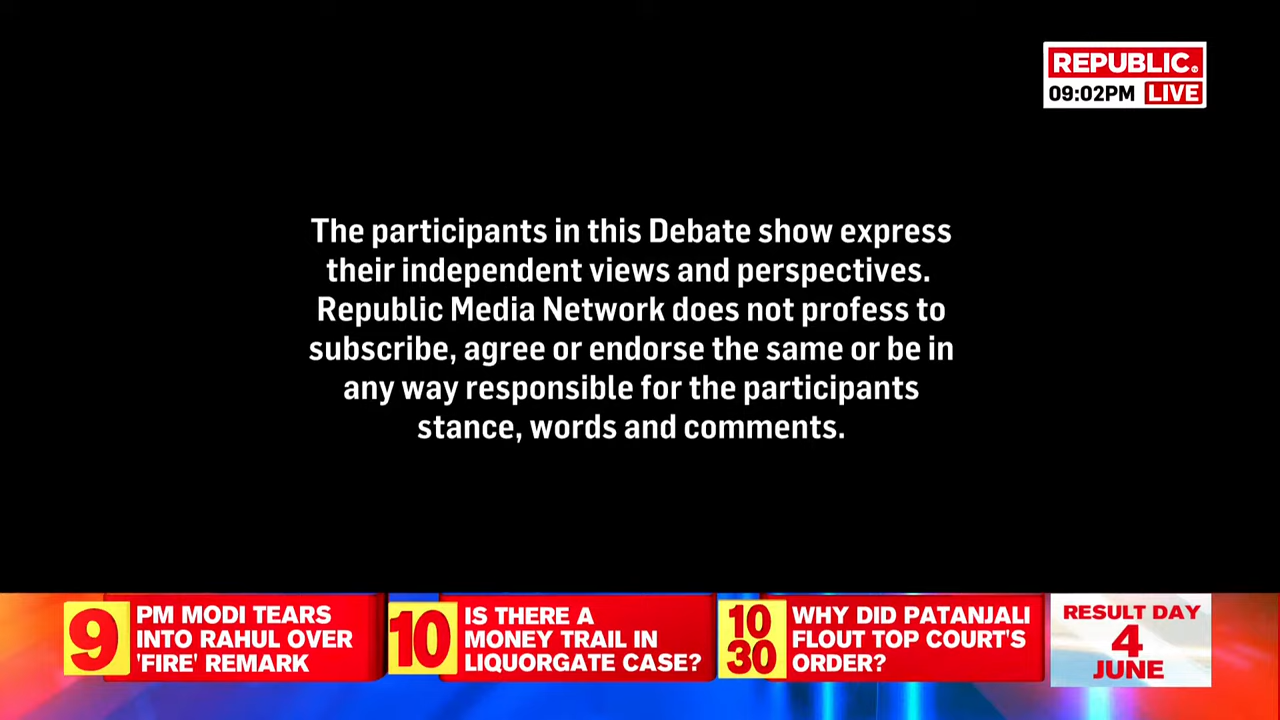 REPUBLIC.
09:02PM LIVE
The participants in this Debate show express
their independent views and perspectives.
Republic Media Network does not profess to
subscribe, agree or endorse the same or be in
any way responsible for the participants
stance, words and comments.
9
PM MODI TEARS
INTO RAHUL OVER
'FIRE' REMARK
10
IS THERE A
MONEY TRAIL IN
LIQUORGATE CASE?
10
30
WHY DID PATANJALI
FLOUT TOP COURT'S
ORDER?
RESULT DAY
4
JUNE